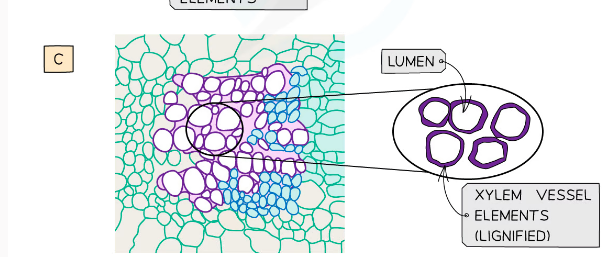 ELEMENTS
C
LUMEN
XYLEM VESSEL
ELEMENTS
(LIGNIFIED)